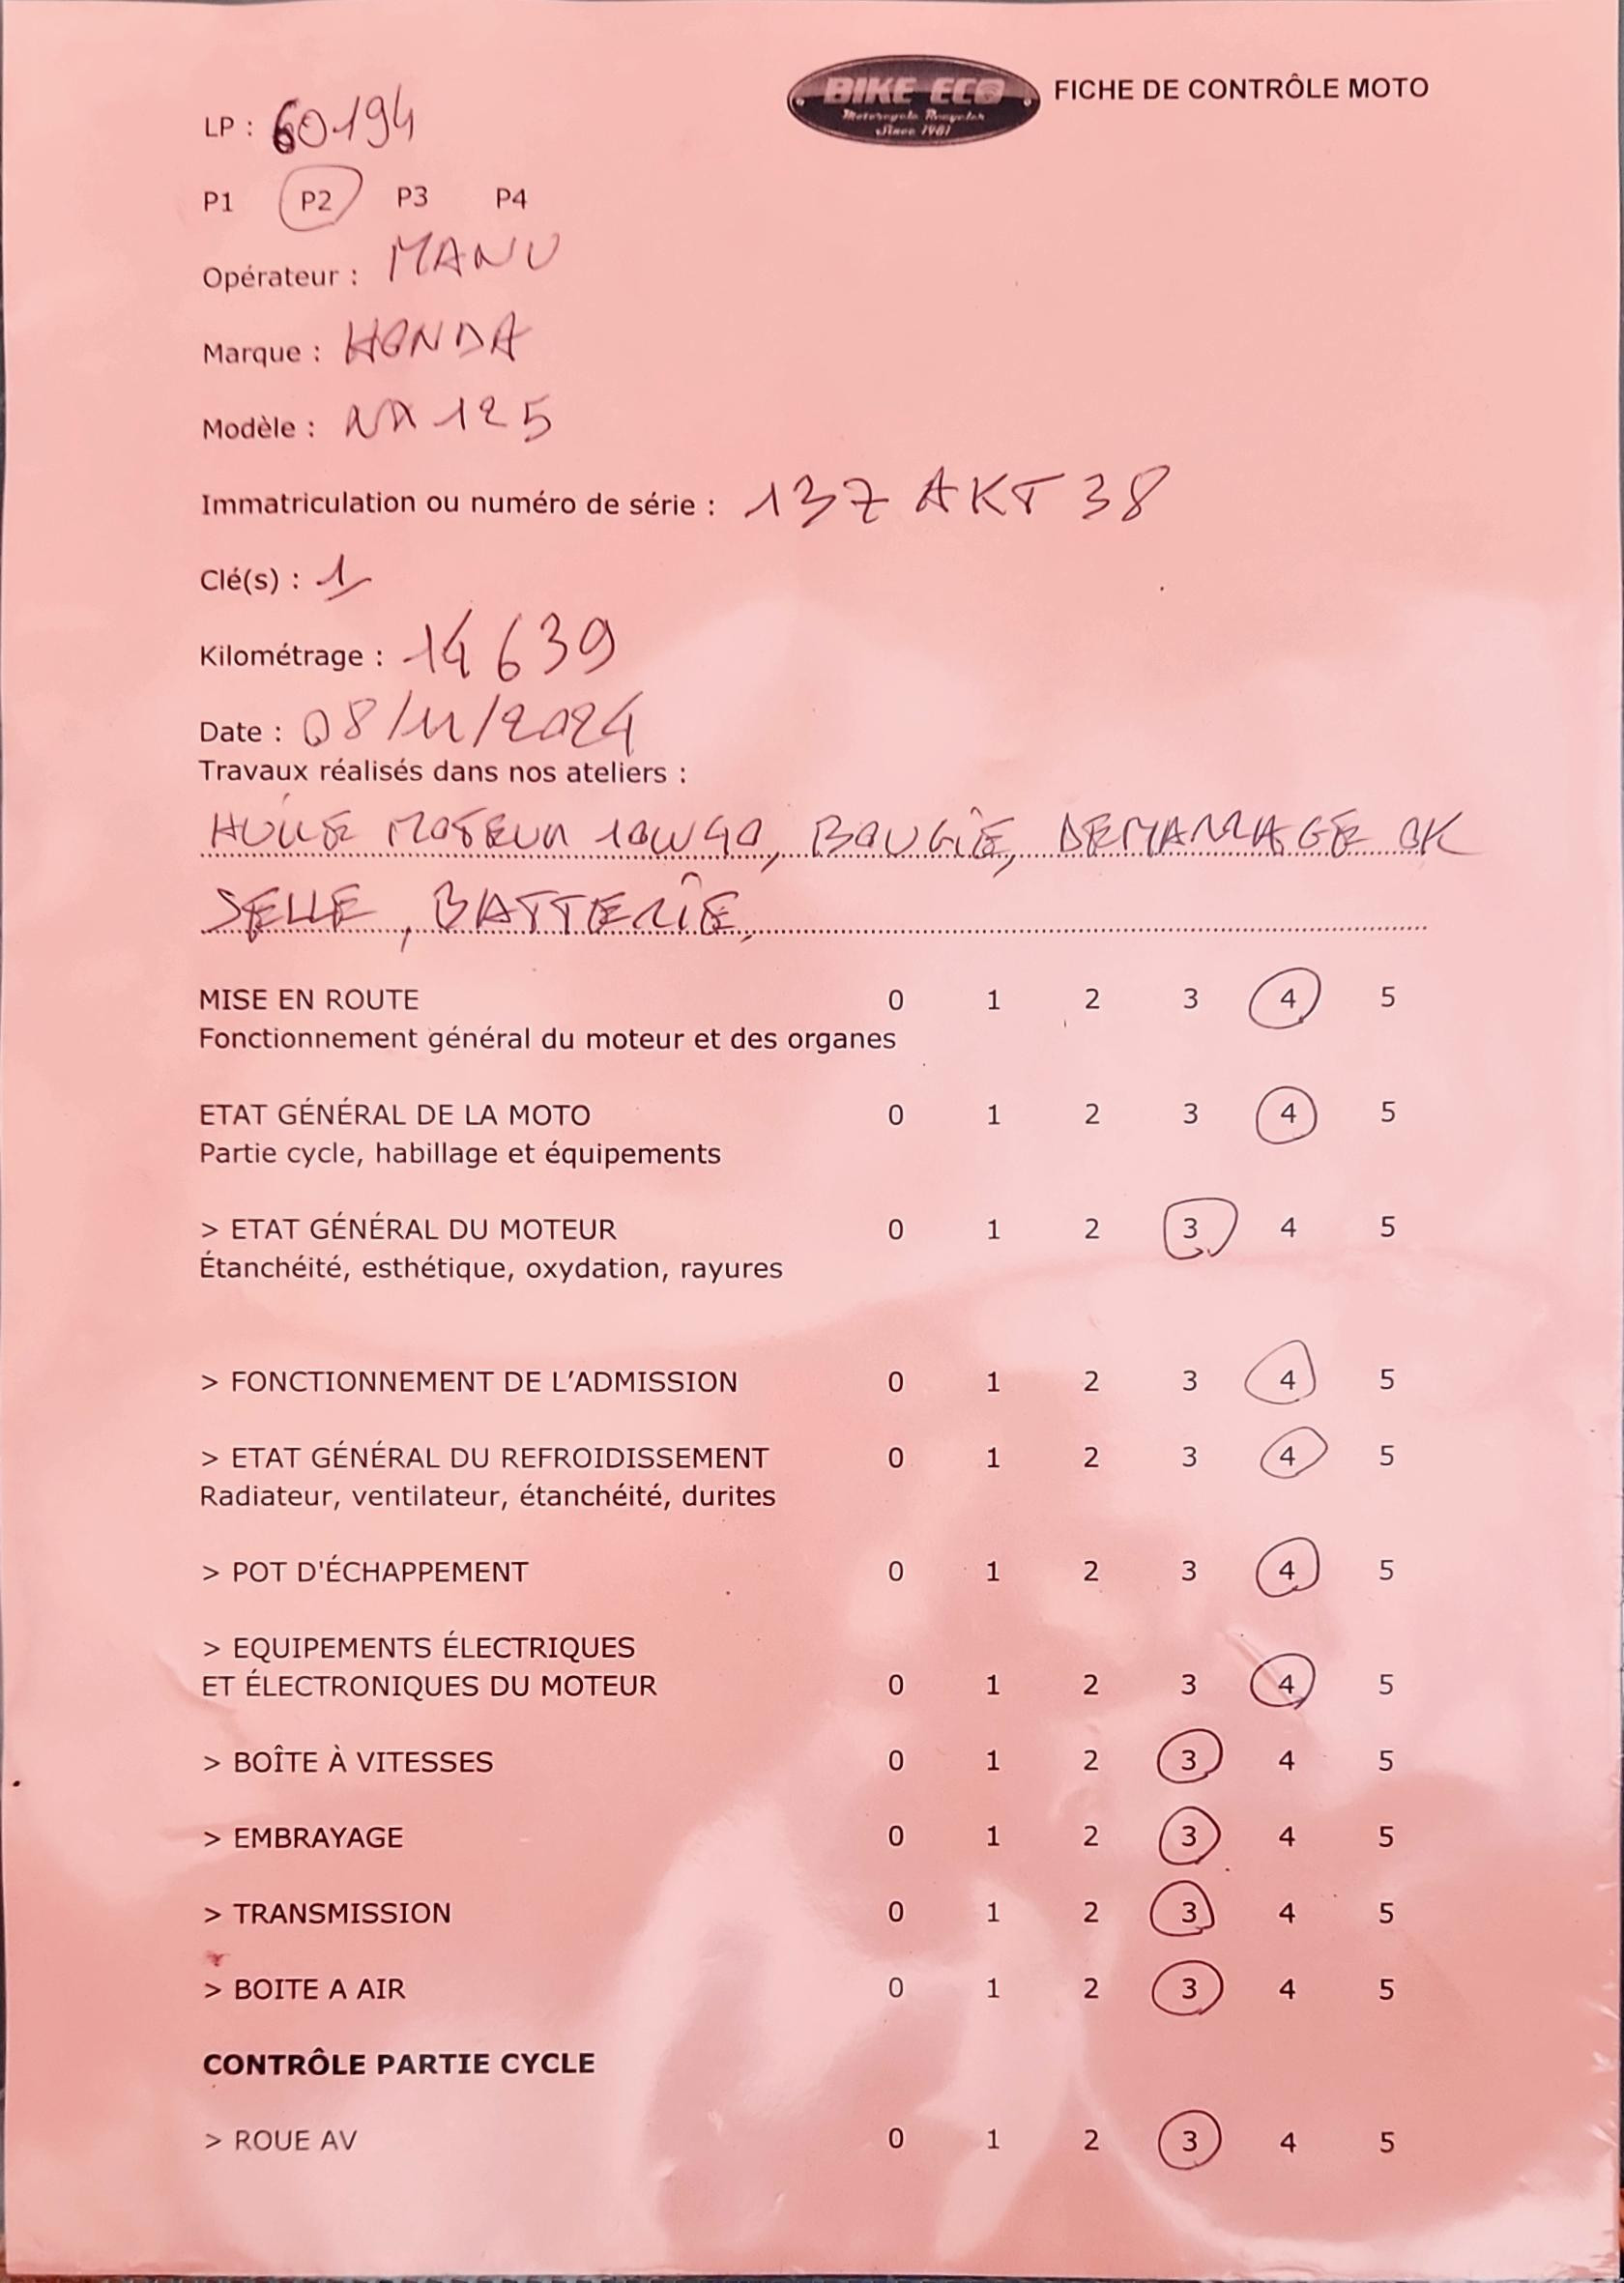 BIKE ECO
Motorcycle Recycler
Since 1981
FICHE DE CONTRÔLE MOTO
LP : 60194
P1 P2 P3 P4
Opérateur : MANU
Marque : HONDA
Modèle : NX 125
Immatriculation ou numéro de série : 137 AKT 38
Clé(s) : 1
Kilométrage : 14639
Date : 08/11/2024
Travaux réalisés dans nos ateliers :
HUILE MOTEUR 10W40, BOUGIE, DEMARRAGE OK
SELLE, BATTERIE,
MISE EN ROUTE 0 1 2 3 4 5
Fonctionnement général du moteur et des organes
ETAT GÉNÉRAL DE LA MOTO 0 1 2 3 4 5
Partie cycle, habillage et équipements
> ETAT GÉNÉRAL DU MOTEUR 0 1 2 3 4 5
Étanchéité, esthétique, oxydation, rayures
> FONCTIONNEMENT DE L'ADMISSION 0 1 2 3 4 5
> ETAT GÉNÉRAL DU REFROIDISSEMENT 0 1 2 3 4 5
Radiateur, ventilateur, étanchéité, durites
> POT D'ÉCHAPPEMENT 0 1 2 3 4 5
> EQUIPEMENTS ÉLECTRIQUES
ET ÉLECTRONIQUES DU MOTEUR 0 1 2 3 4 5
> BOÎTE À VITESSES 0 1 2 3 4 5
> EMBRAYAGE 0 1 2 3 4 5
> TRANSMISSION 0 1 2 3 4 5
> BOITE A AIR 0 1 2 3 4 5
CONTRÔLE PARTIE CYCLE
> ROUE AV 0 1 2 3 4 5